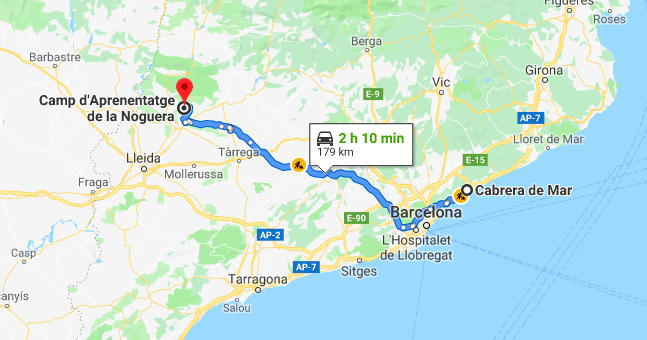 Figueres
Roses
Barbastre
Berga
Vic
Girona
E-9
Camp d'Aprenentatge
de la Noguera
AP-7
Lloret de Mar
2 h 10 min
179 km
Lleida
Tàrrega
Mollerussa
E-15
Fraga
Cabrera de Mar
Barcelona
E-90
L'Hospitalet
de Llobregat
AP-2
Casp
AP-7
Sitges
Tarragona
Salou
canyís